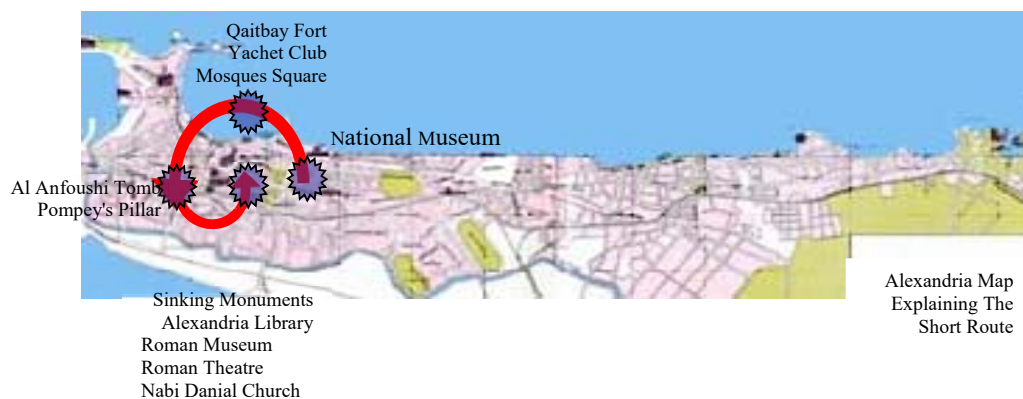 Qaitbay Fort
Yachet Club
Mosques Square
National Museum
Al Anfoushi Tomb
Pompey's Pillar
Sinking Monuments
Alexandria Library
Roman Museum
Roman Theatre
Nabi Danial Church
Alexandria Map
Explaining The
Short Route